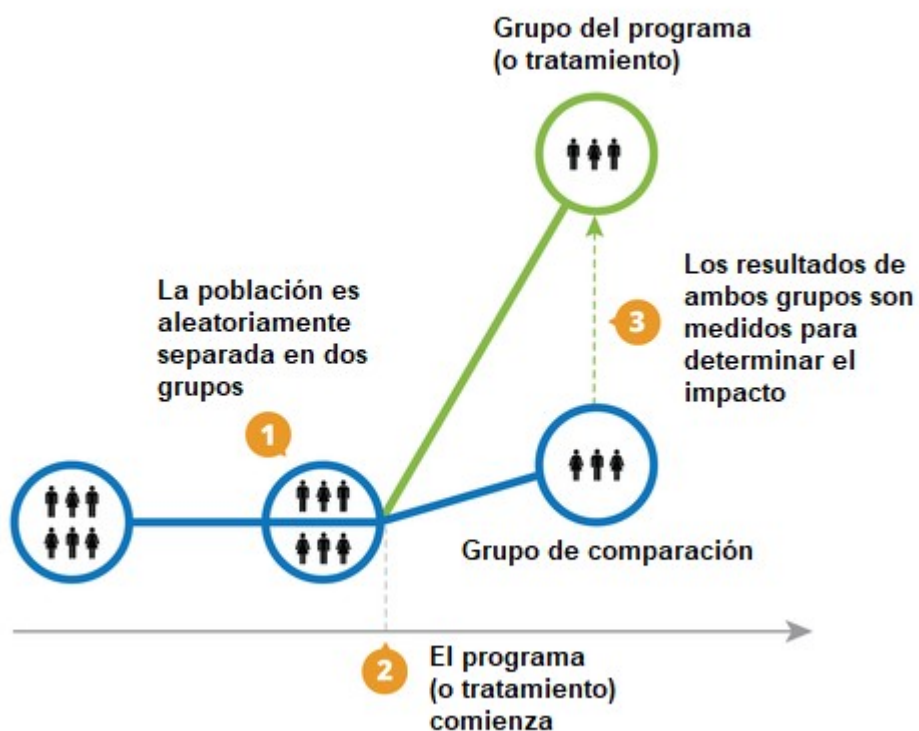 Grupo del programa
(o tratamiento)
La población es
aleatoriamente
separada en dos
grupos
1
Los resultados de
ambos grupos son
medidos para
determinar el
impacto
3
Grupo de comparación
2
El programa
(o tratamiento)
comienza